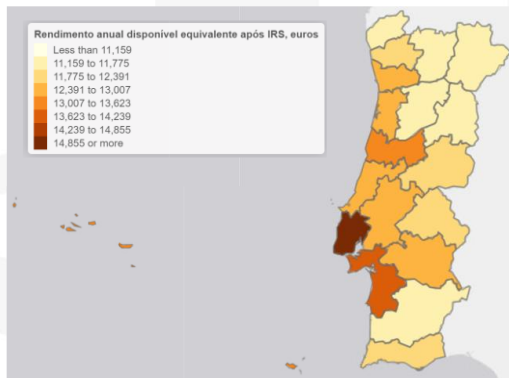 Rendimento anual disponível equivalente após IRS, euros
Less than 11,159
11,159 to 11,775
11,775 to 12,391
12,391 to 13,007
13,007 to 13,623
13,623 to 14,239
14,239 to 14,855
14,855 or more